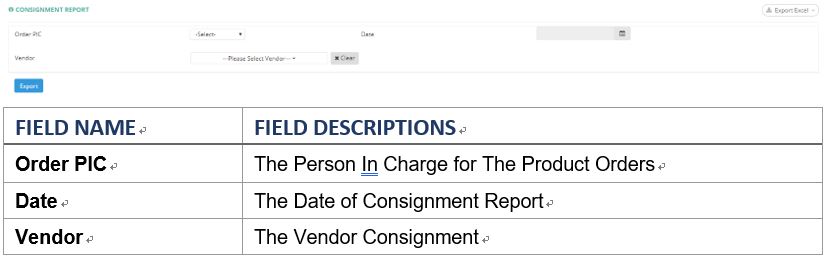 CONSIGNMENT REPORT
Export Excel
Order PIC -Select- Date
Vendor ---Please Select Vendor--- Clear
Export
FIELD NAME FIELD DESCRIPTIONS
Order PIC The Person In Charge for The Product Orders
Date The Date of Consignment Report
Vendor The Vendor Consignment